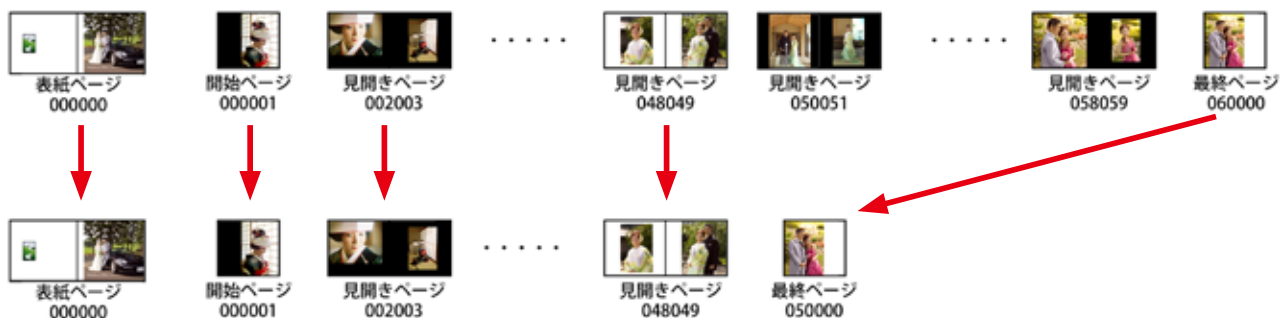 ・・・・・
・・・・・
表紙ページ
000000
開始ページ
000001
見開きページ
002003
見開きページ
048049
見開きページ
050051
見開きページ
058059
最終ページ
060000
・・・・・
表紙ページ
000000
開始ページ
000001
見開きページ
002003
見開きページ
048049
最終ページ
050000